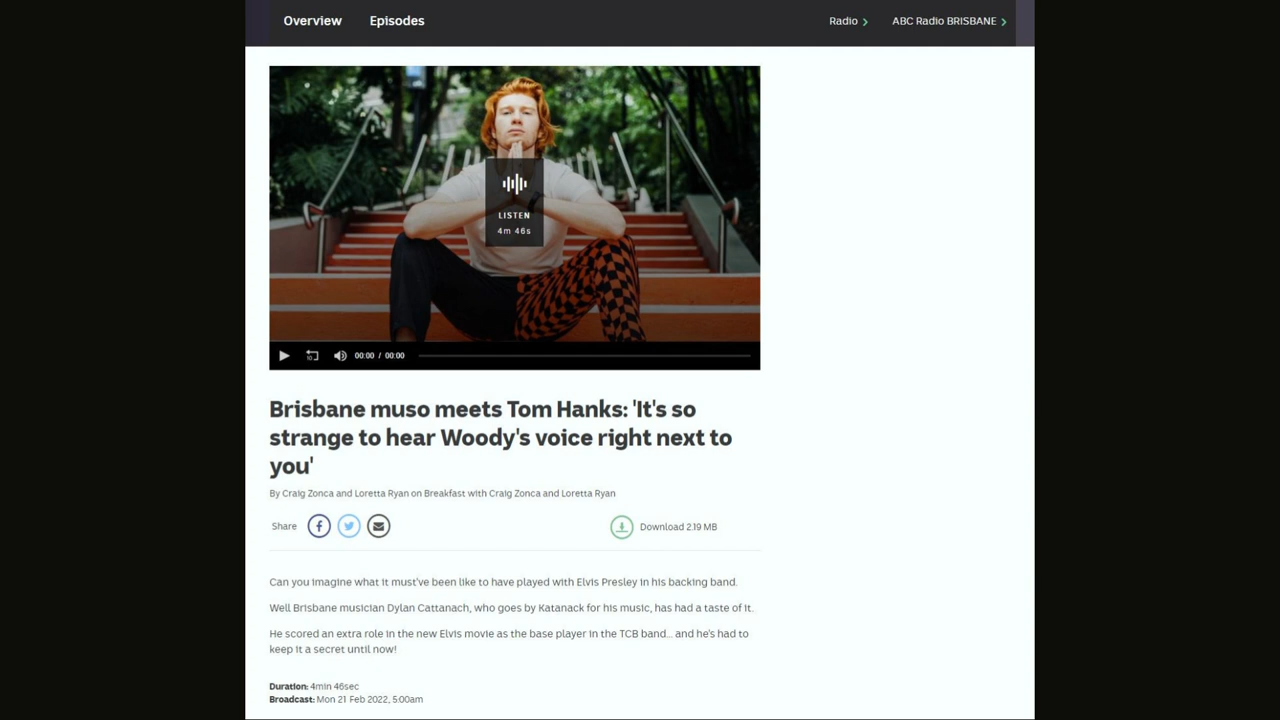 Overview Episodes Radio ABC Radio BRISBANE
LISTEN
4m 46s
10
00:00 / 00:00
Brisbane muso meets Tom Hanks: 'It's so
strange to hear Woody's voice right next to
you'
By Craig Zonca and Loretta Ryan on Breakfast with Craig Zonca and Loretta Ryan
Share Download 2.19 MB
Can you imagine what it must've been like to have played with Elvis Presley in his backing band.
Well Brisbane musician Dylan Cattanach, who goes by Katanack for his music, has had a taste of it.
He scored an extra role in the new Elvis movie as the base player in the TCB band... and he's had to
keep it a secret until now!
Duration: 4min 46sec
Broadcast: Mon 21 Feb 2022, 5:00am